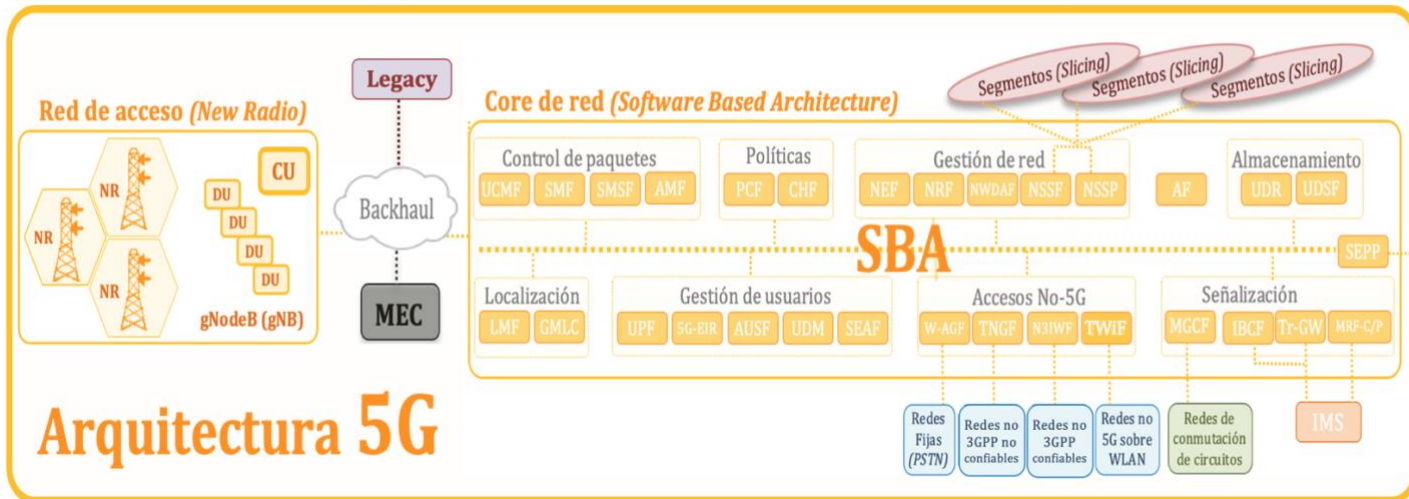 Segmentos (Slicing)
Segmentos (Slicing)
Segmentos (Slicing)
Legacy
Red de acceso (New Radio)
Core de red (Software Based Architecture)
NR
NR
NR
CU
DU
DU
DU
DU
gNodeB (gNB)
Backhaul
MEC
Control de paquetes
UCMF SMF SMSF AMF
Políticas
PCF CHF
Gestión de red
NEF NRF NWDAF NSSF NSSP
AF
Almacenamiento
UDR UDSF
SBA
SEPP
Localización
LMF GMLC
Gestión de usuarios
UPF 5G-EIR AUSF UDM SEAF
Accesos No-5G
W-AGF TNGF N3IWF TWiF
Señalización
MGCF IBCF Tr-GW MRF-C/P
Redes
Fijas
(PSTN)
Redes no
3GPP no
confiables
Redes no
3GPP
confiables
Redes no
5G sobre
WLAN
Redes de
conmutación
de circuitos
IMS
Arquitectura 5G